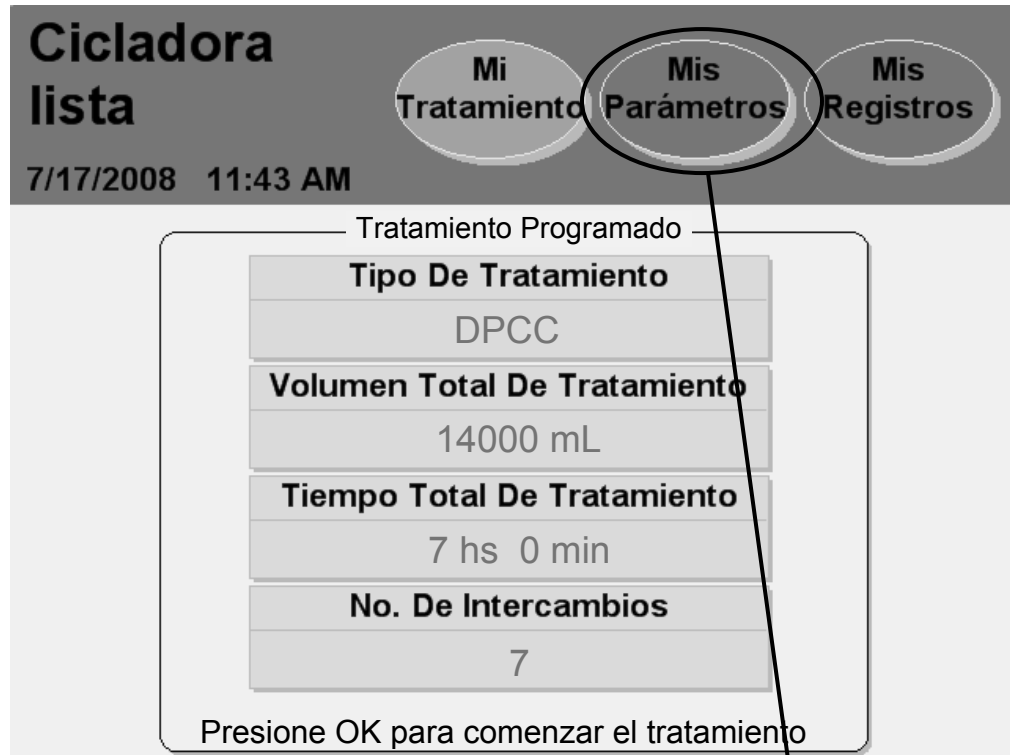 Cicladora
lista
7/17/2008 11:43 AM
Mi
Tratamiento
Mis
Parámetros
Mis
Registros
Tratamiento Programado
Tipo De Tratamiento
DPCC
Volumen Total De Tratamiento
14000 mL
Tiempo Total De Tratamiento
7 hs 0 min
No. De Intercambios
7
Presione OK para comenzar el tratamiento